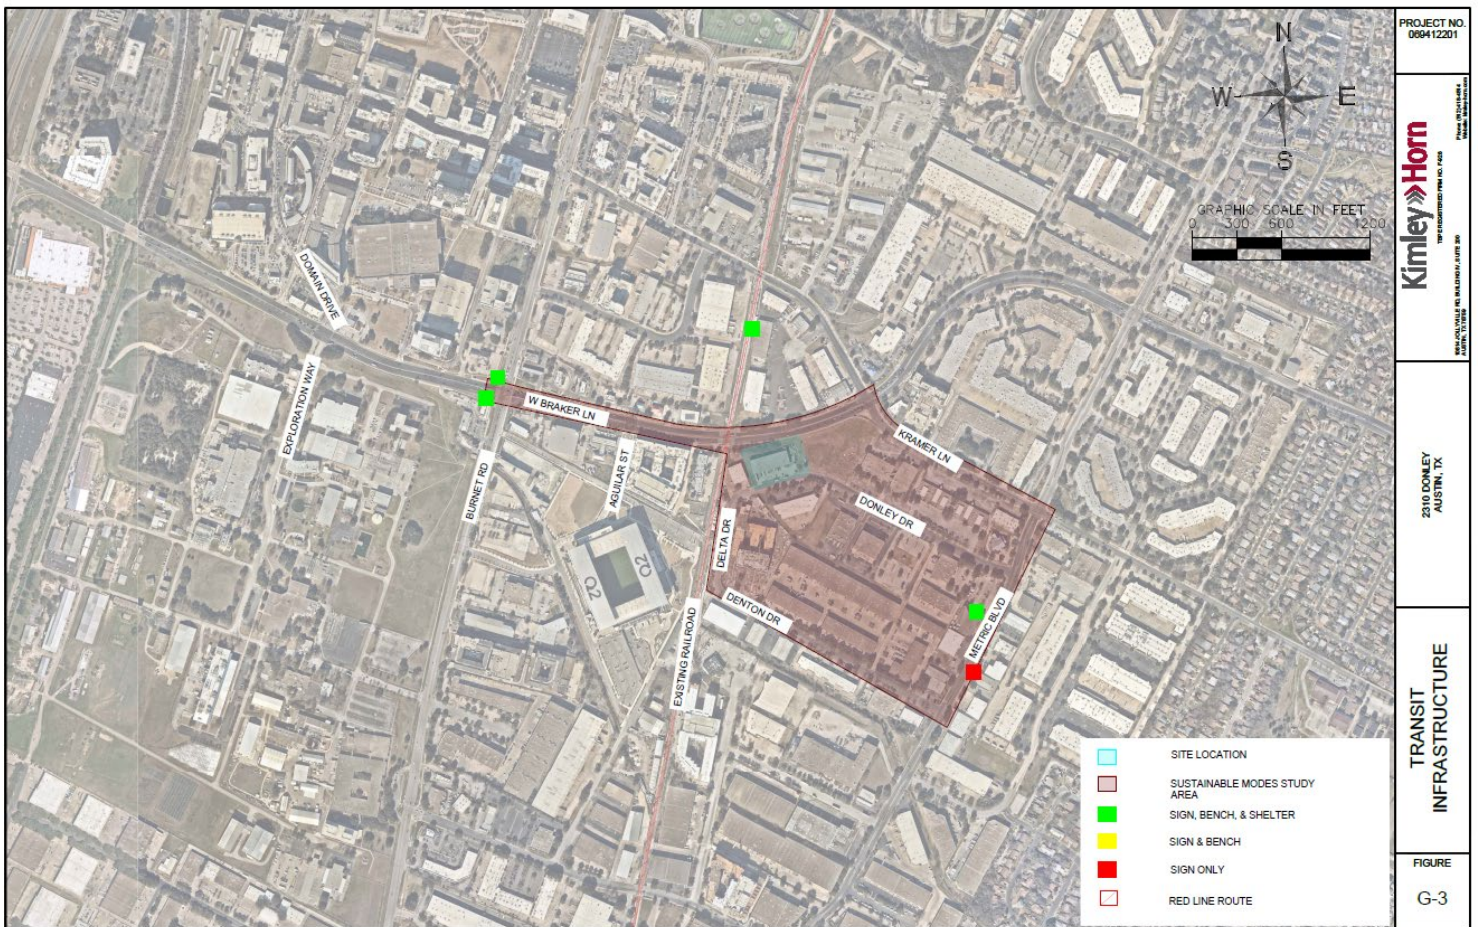 N
W
E
S
GRAPHIC SCALE IN FEET
0 300 600 1200
DOMAIN DRIVE
EXPLORATION WAY
W BRAKER LN
BURNET RD
AGUILAR ST
KRAMER LN
DONLEY DR
DELTA DR
Q2
Q2
DENTON DR
METRIC BLVD
EXISTING RAILROAD
SITE LOCATION
SUSTAINABLE MODES STUDY
AREA
SIGN, BENCH, & SHELTER
SIGN & BENCH
SIGN ONLY
RED LINE ROUTE
PROJECT NO.
069412201
Kimley»Horn
AUSTIN, TX
2310 DONLEY
AUSTIN, TX
TRANSIT
INFRASTRUCTURE
FIGURE
G-3